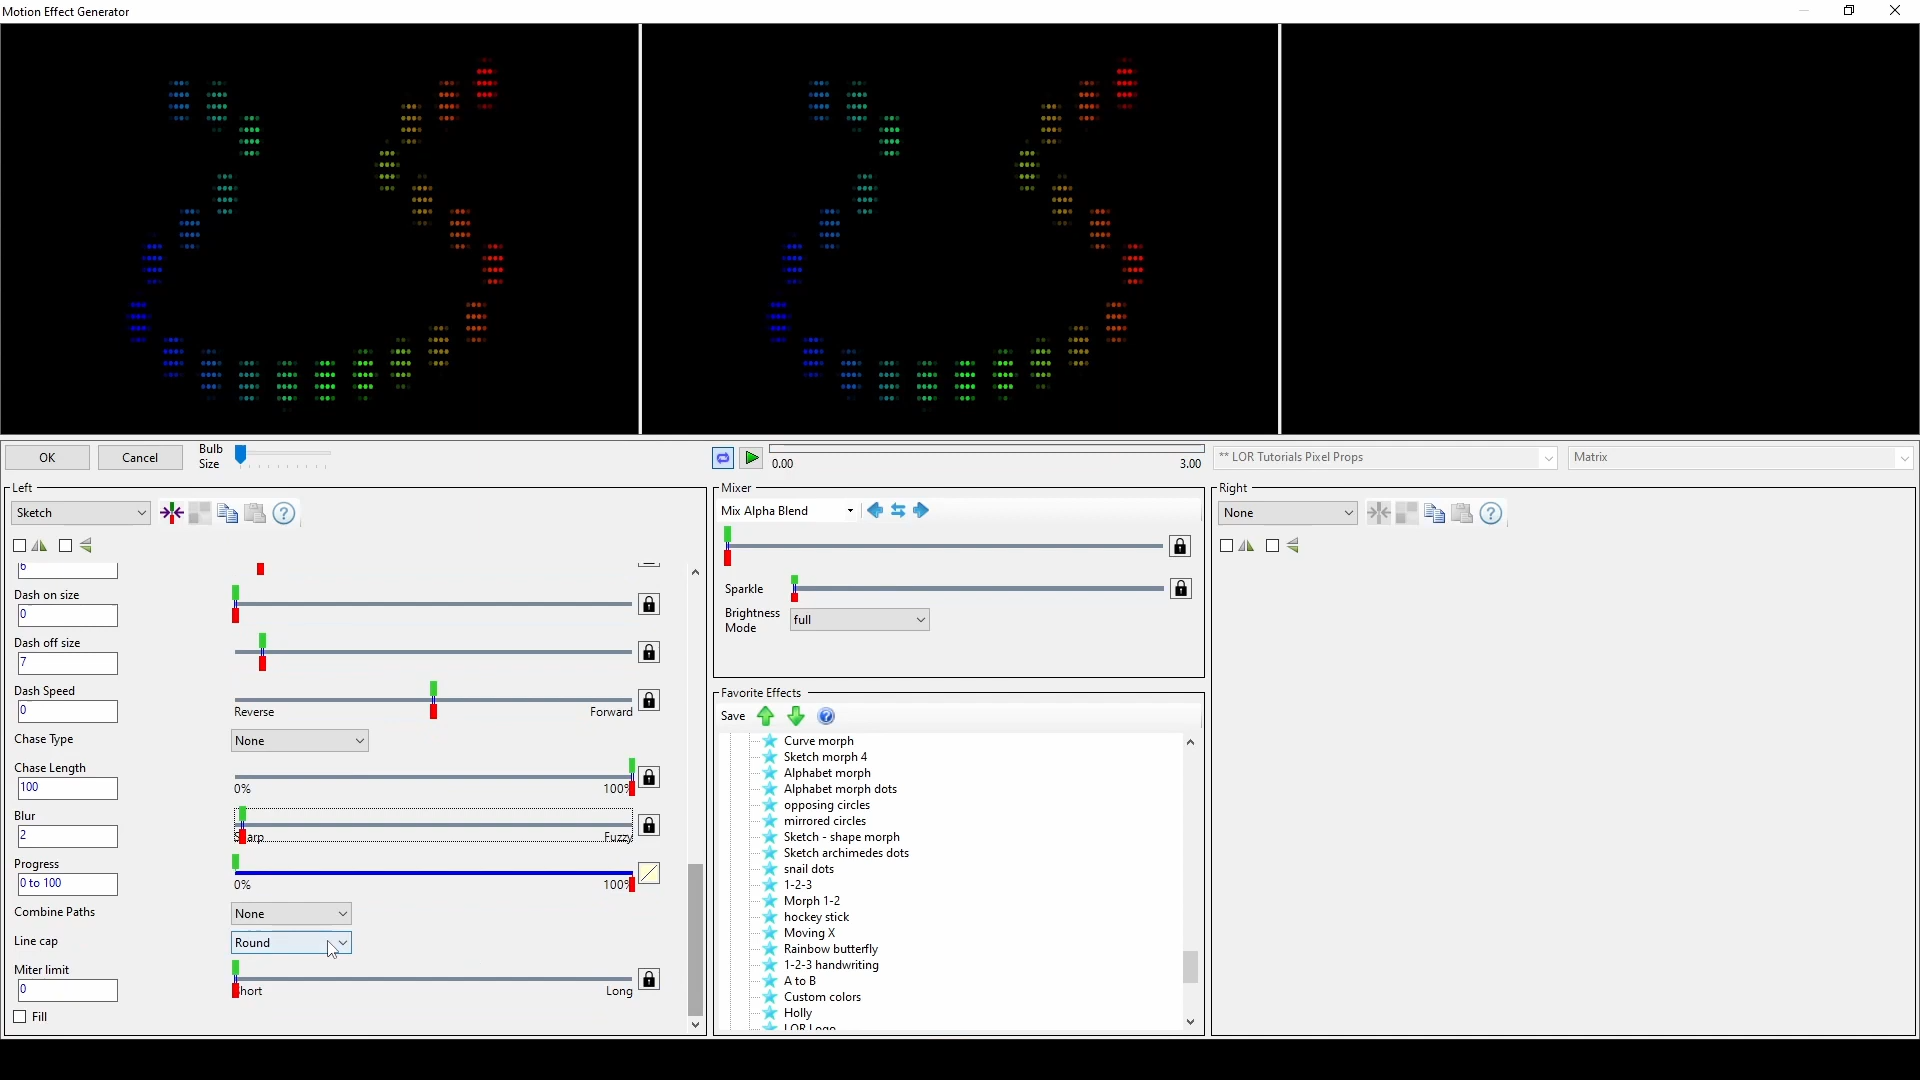 Motion Effect Generator
OK
Cancel
Bulb Size
0.00
3.00
** LOR Tutorials Pixel Props
Matrix
Left
Sketch
6
Dash on size
0
Dash off size
7
Dash Speed
0
Reverse
Forward
Chase Type
None
Chase Length
100
0%
100%
Blur
2
Sharp
Fuzzy
Progress
0 to 100
0%
100%
Combine Paths
None
Line cap
Round
Miter limit
0
Short
Long
Fill
Mixer
Mix Alpha Blend
Sparkle
Brightness Mode
full
Favorite Effects
Save
Curve morph
Sketch morph 4
Alphabet morph
Alphabet morph dots
opposing circles
mirrored circles
Sketch - shape morph
Sketch archimedes dots
snail dots
1-2-3
Morph 1-2
hockey stick
Moving X
Rainbow butterfly
1-2-3 handwriting
A to B
Custom colors
Holly
LOR Logo
Right
None